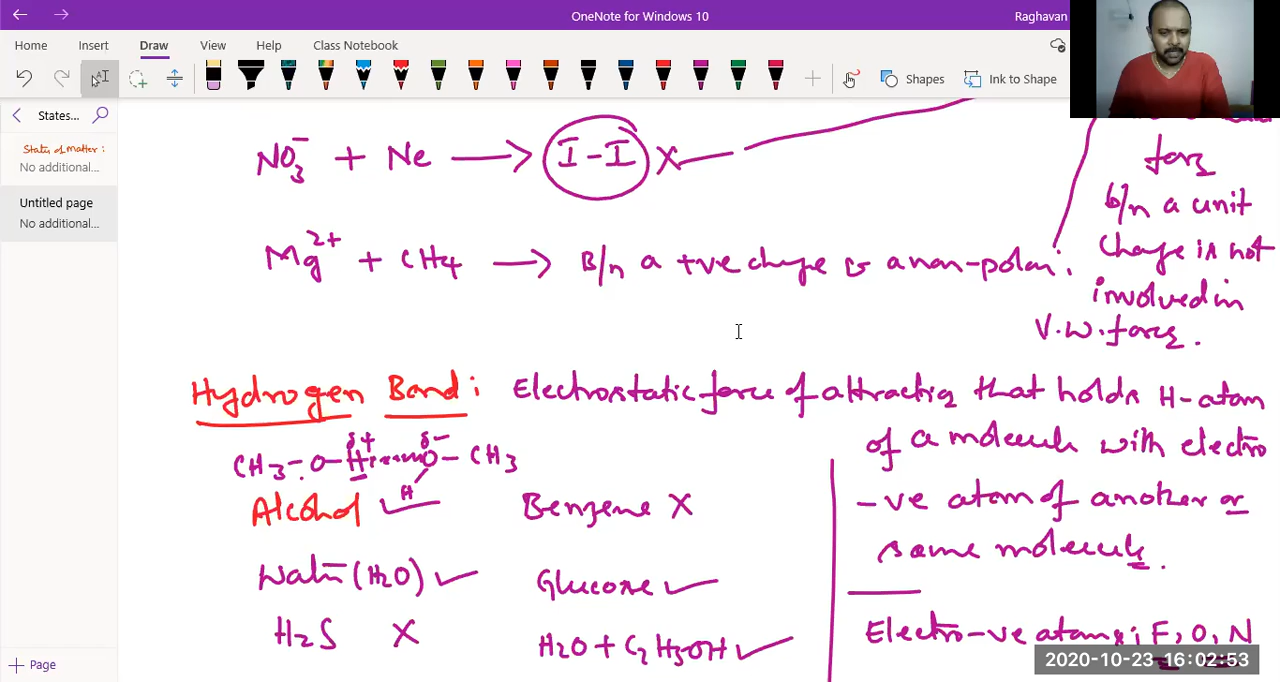 OneNote for Windows 10
Raghavan
Home Insert Draw View Help Class Notebook
Shapes
Ink to Shape
States...
States of matter:
No additional...
Untitled page
No additional...
Page
NO3- + Ne → I-I X
Mg2+ + CH4 → B/n a +ve charge & a non-polar.
force
b/n a unit
charge is not
involved in
V.W. force.
Hydrogen Bond: Electrostatic force of attraction that holds H-atom
of a molecule with electro
-ve atom of another or
same molecule.
Electro-ve atoms; F, O, N
δ+ δ-
CH3-O-H O-CH3
H
Alcohol ✓ Benzene X
Water (H2O) ✓ Glucose ✓
H2S X H2O + C2H5OH ✓
2020-10-23 16:02:53